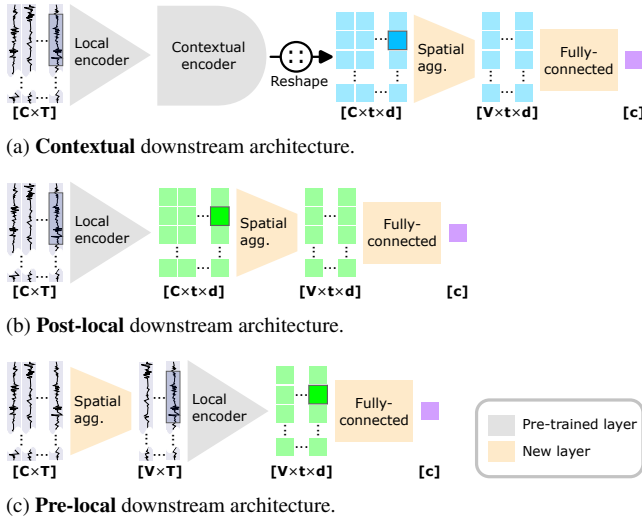 Local encoder
Contextual encoder
Reshape
Spatial agg.
Fully-connected
[C×T]
[C×t×d]
[V×t×d]
[c]
(a) Contextual downstream architecture.
Local encoder
Spatial agg.
Fully-connected
[C×T]
[C×t×d]
[V×t×d]
[c]
(b) Post-local downstream architecture.
Spatial agg.
Local encoder
Fully-connected
[C×T]
[V×T]
[V×t×d]
[c]
Pre-trained layer
New layer
(c) Pre-local downstream architecture.